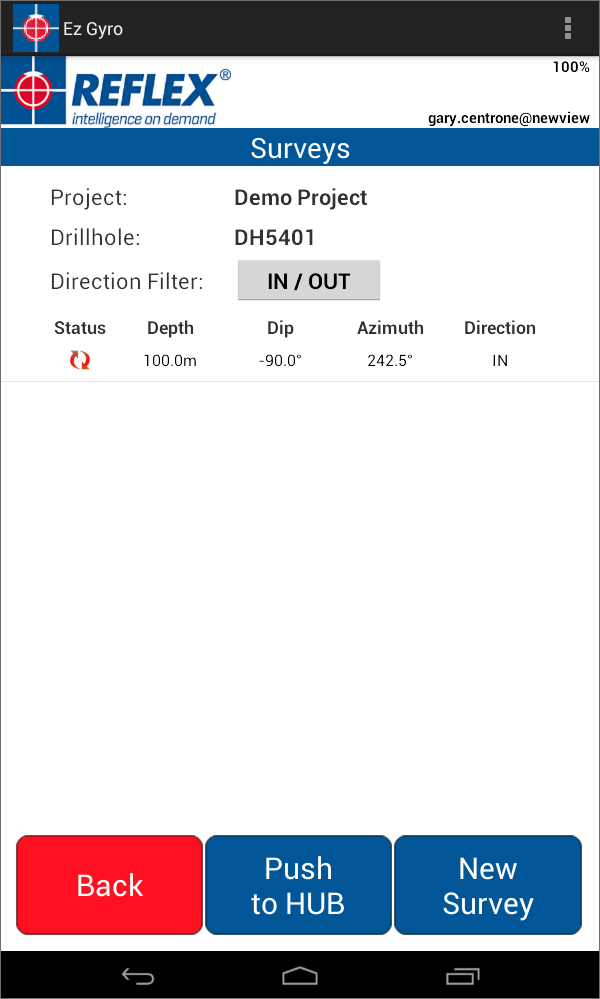 Ez Gyro
100%
REFLEX®
intelligence on demand
gary.centrone@newview
Surveys
Project: Demo Project
Drillhole: DH5401
Direction Filter: IN / OUT
Status Depth Dip Azimuth Direction
100.0m -90.0° 242.5° IN
Back
Push
to HUB
New
Survey